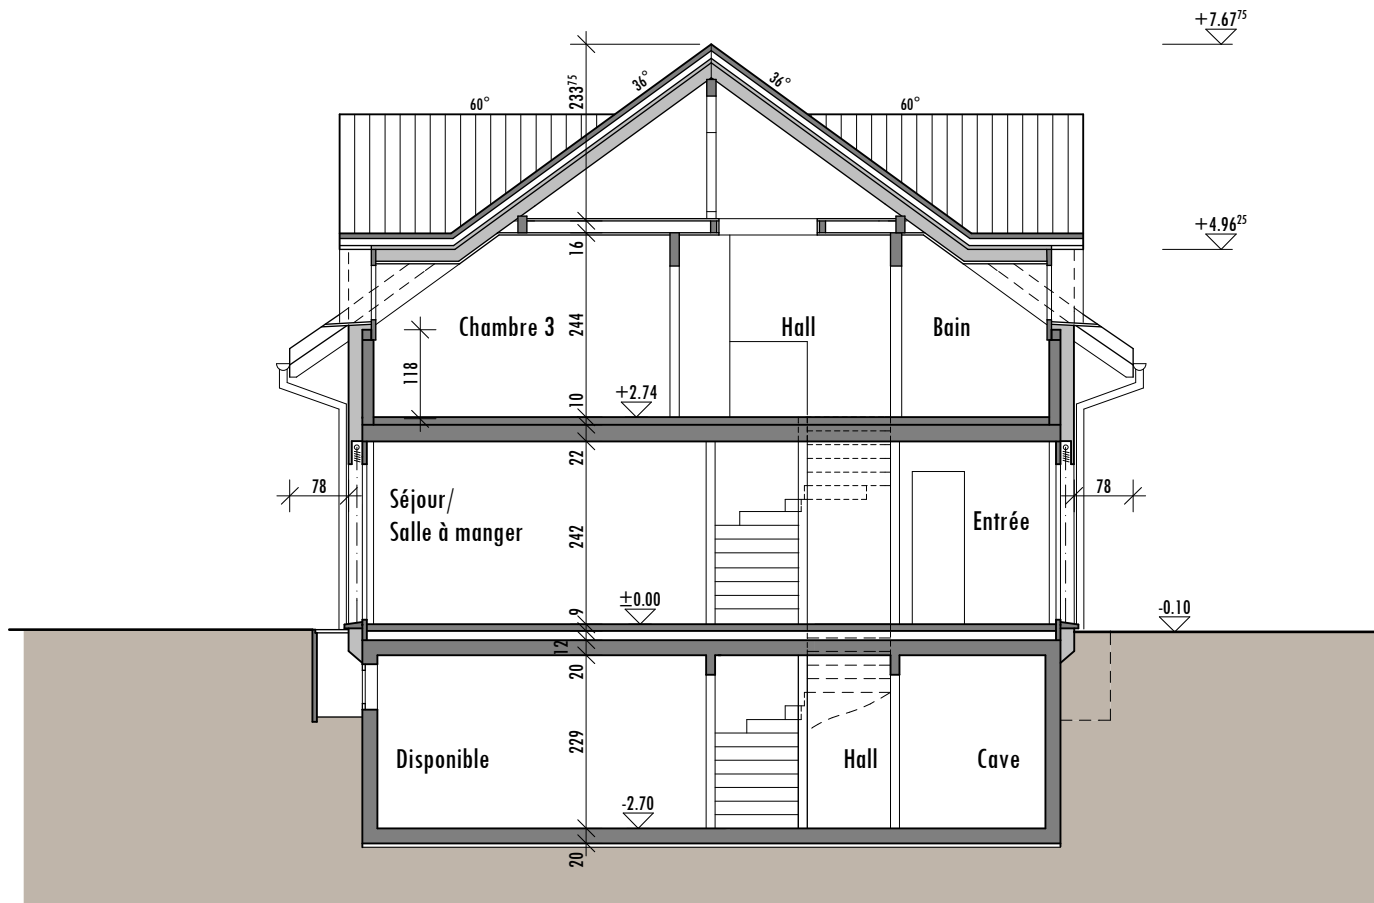 +7.67⁷⁵
233⁷⁵
36°
36°
60°
60°
+4.96²⁵
16
Chambre 3
244
Hall
Bain
118
+2.74
10
22
78
78
Séjour/
Salle à manger
242
Entrée
±0.00
9
-0.10
12
20
229
Disponible
Hall
Cave
-2.70
20